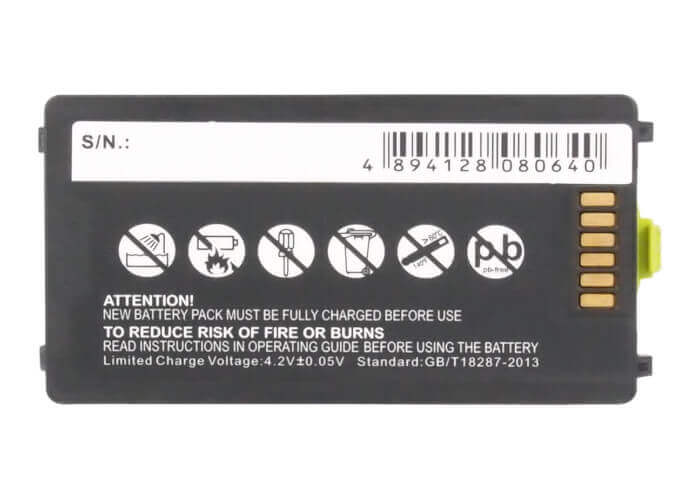 S/N.:
4 894128 080640
>60°C
140°F
pb
pb-free
ATTENTION!
NEW BATTERY PACK MUST BE FULLY CHARGED BEFORE USE
TO REDUCE RISK OF FIRE OR BURNS
READ INSTRUCTIONS IN OPERATING GUIDE BEFORE USING THE BATTERY
Limited Charge Voltage:4.2V±0.05V Standard:GB/T18287-2013